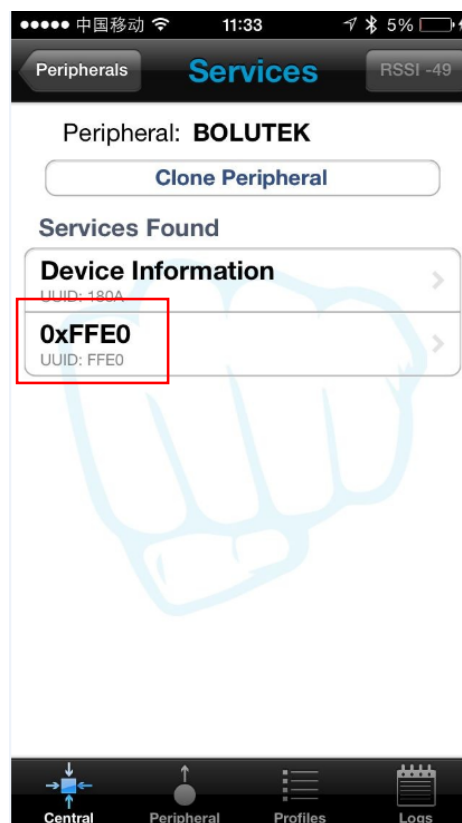 中国移动 11:33 5%
Peripherals Services RSSI -49
Peripheral: BOLUTEK
Clone Peripheral
Services Found
Device Information
UUID: 180A
0xFFE0
UUID: FFE0
Central Peripheral Profiles Logs